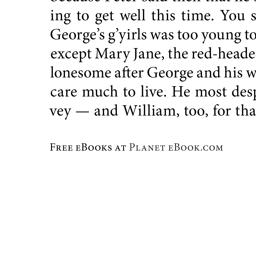 ing to get well this time. You s
George's g'yirls was too young to
except Mary Jane, the red-heade
lonesome after George and his w
care much to live. He most desp
vey — and William, too, for tha
Free eBooks at Planet eBook.com